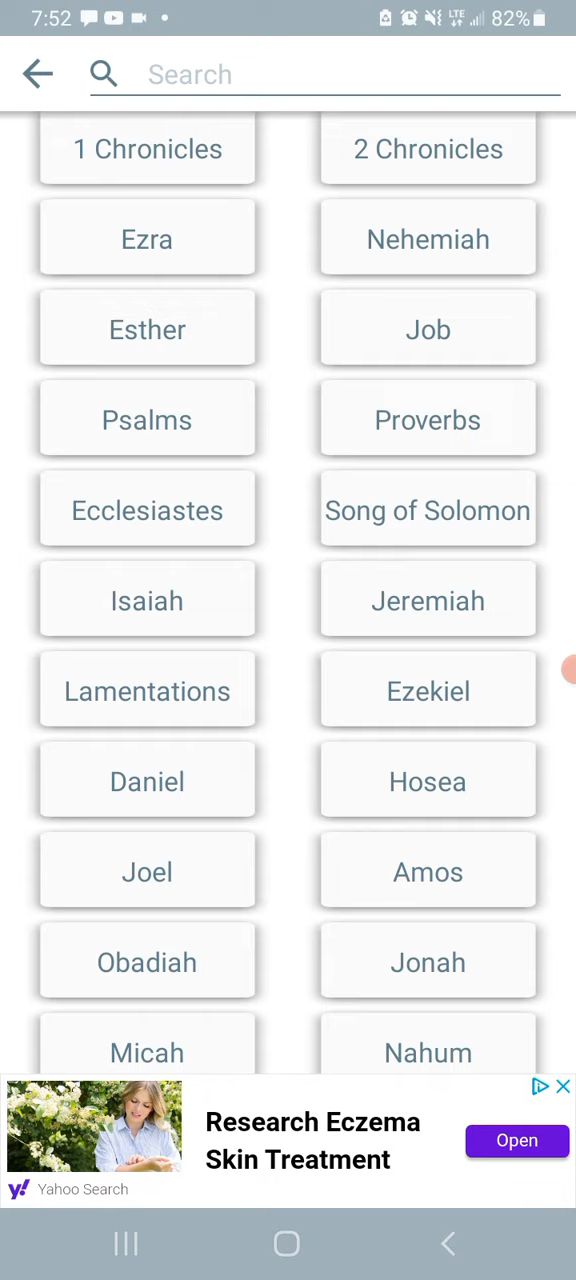 7:52
LTE
82%
Search
1 Chronicles
2 Chronicles
Ezra
Nehemiah
Esther
Job
Psalms
Proverbs
Ecclesiastes
Song of Solomon
Isaiah
Jeremiah
Lamentations
Ezekiel
Daniel
Hosea
Joel
Amos
Obadiah
Jonah
Micah
Nahum
Research Eczema
Skin Treatment
Open
y! Yahoo Search